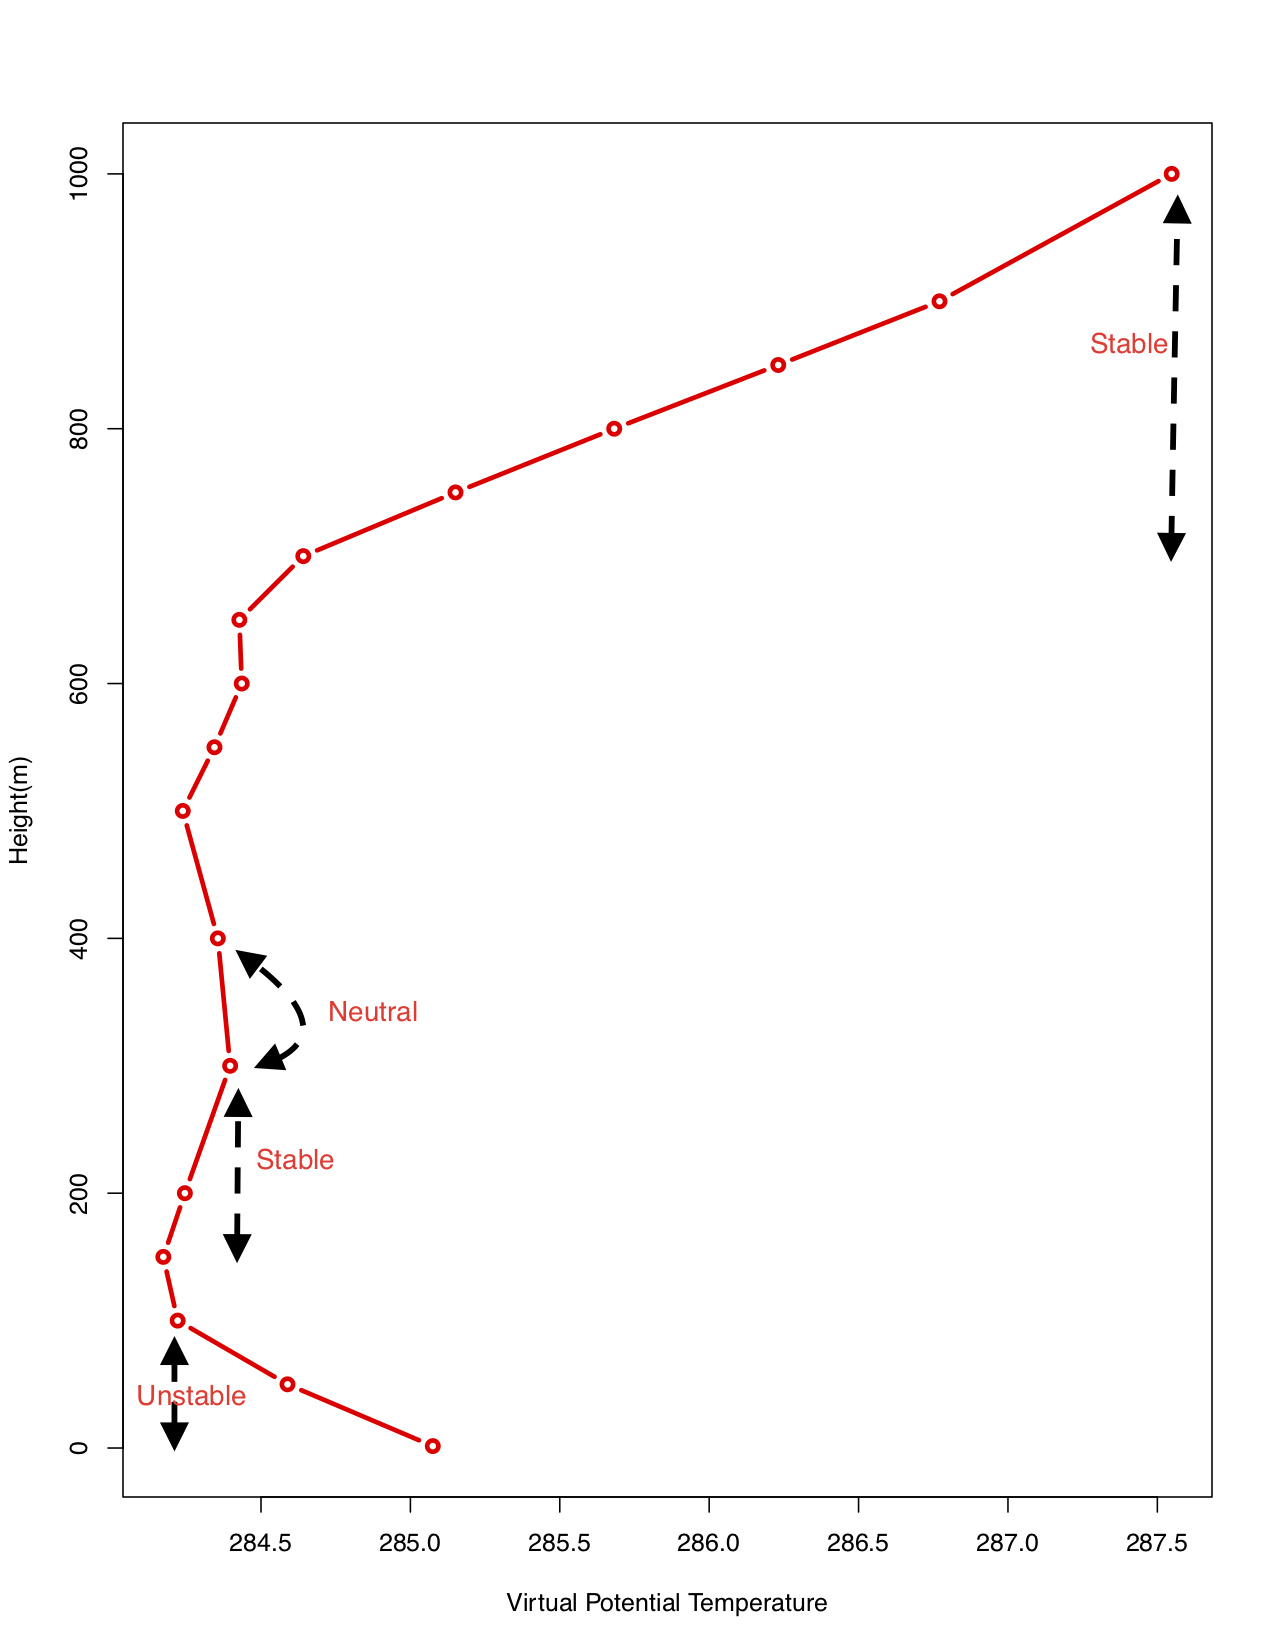 1000
800
600
400
200
0
Height(m)
Stable
Neutral
Stable
Unstable
284.5 285.0 285.5 286.0 286.5 287.0 287.5
Virtual Potential Temperature